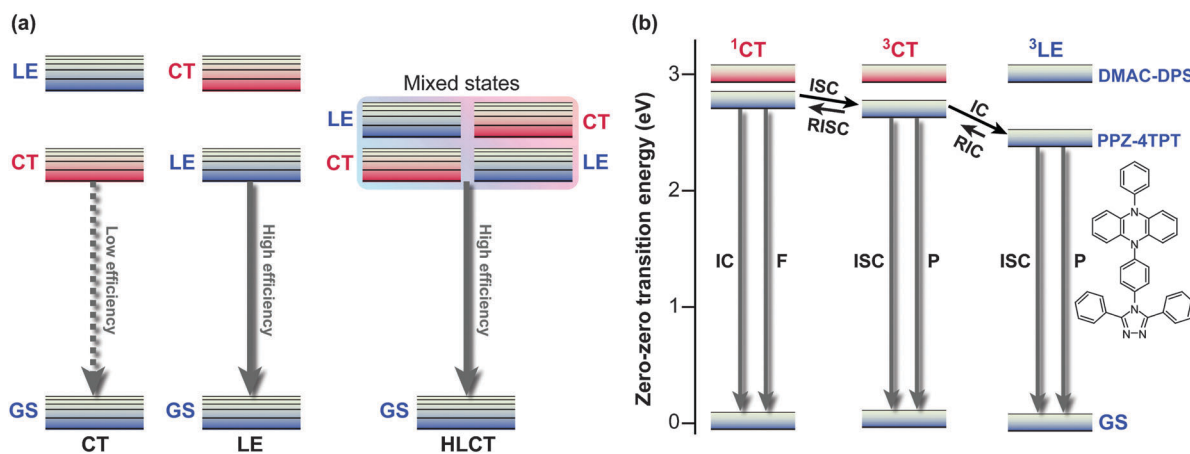 (a)
LE
CT
Mixed states
LE
CT
CT
LE
CT
LE
Low efficiency
High efficiency
High efficiency
GS
GS
GS
CT
LE
HLCT
(b)
Zero-zero transition energy (eV)
3
2
1
0
¹CT
³CT
³LE
DMAC-DPS
ISC
RISC
IC
RIC
PPZ-4TPT
N
N
N
N–N
IC
F
ISC
P
ISC
P
GS